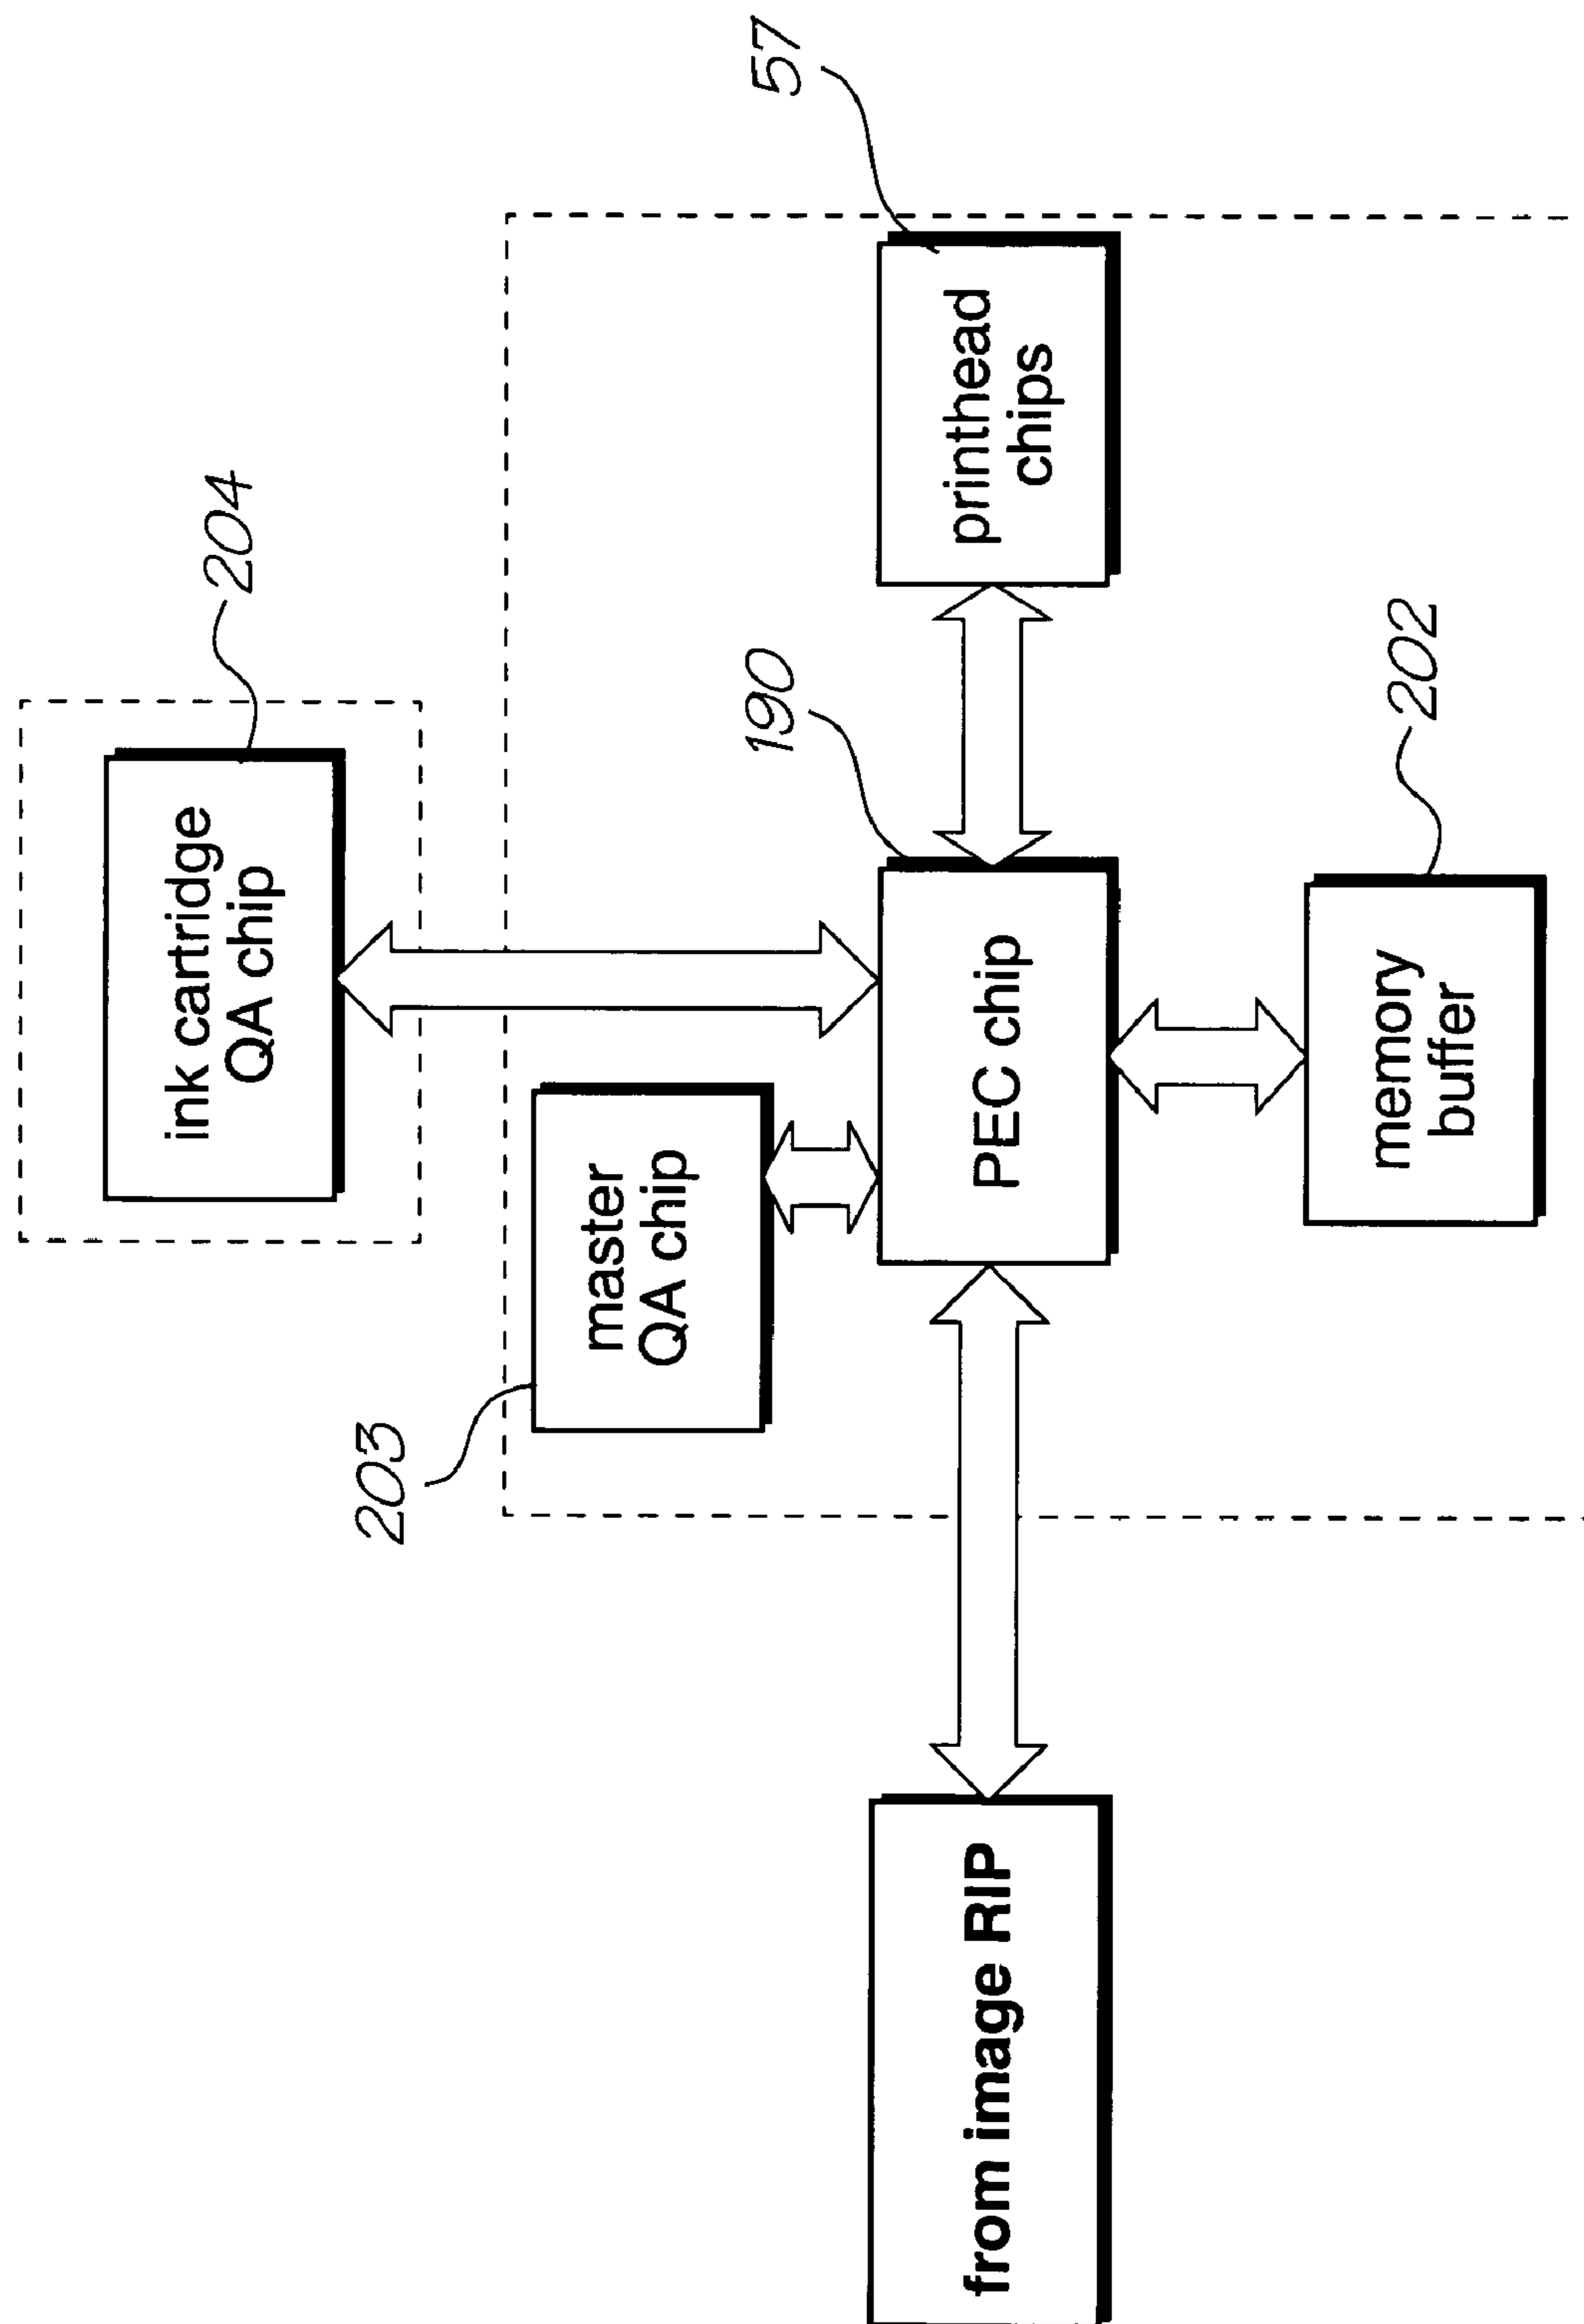 204
ink cartridge
QA chip
203
master
QA chip
57
printhead
chips
190
PEC chip
from image RIP
202
memory
buffer